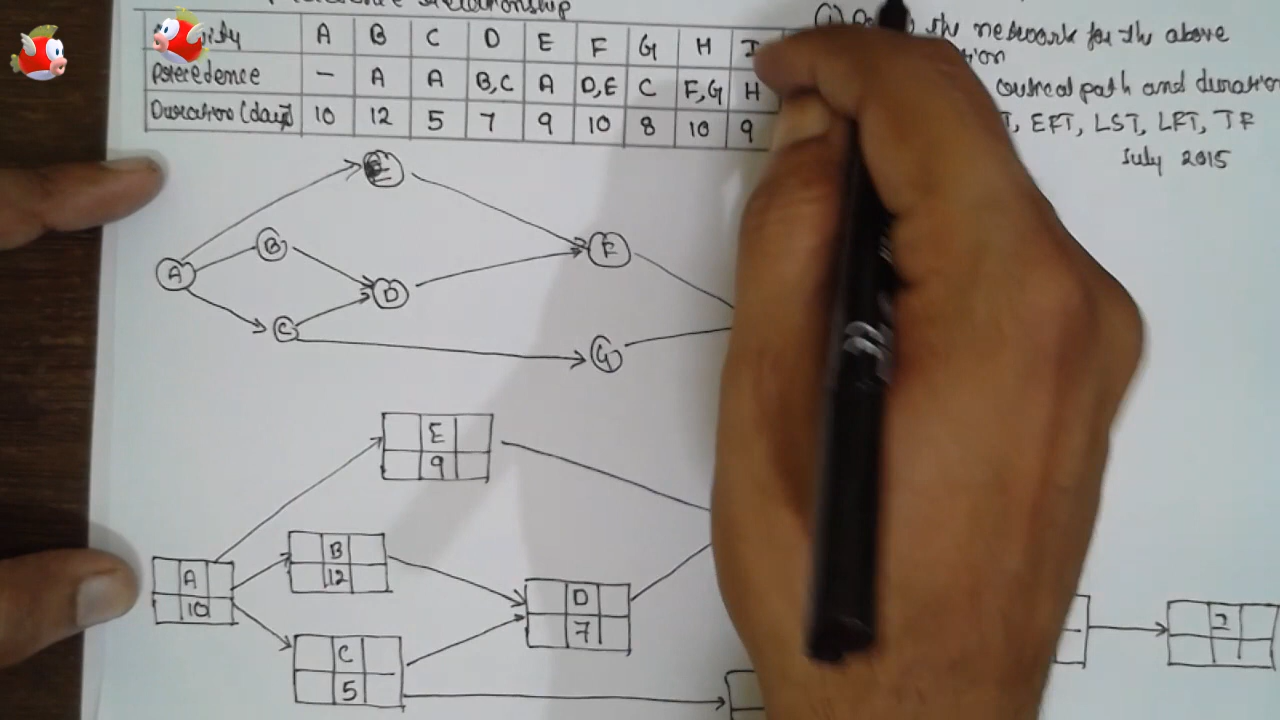 Relationship
A B C D E F G H I
Precedence — A A B,C A D,E C F,G H
Duration (days) 10 12 5 7 9 10 8 10 9
(i) the network for the above
critical path and duration
EFT, LST, LFT, TF
July 2015
E
B
A
D
C
F
G
E
9
B
12
A
10
D
7
C
5
I